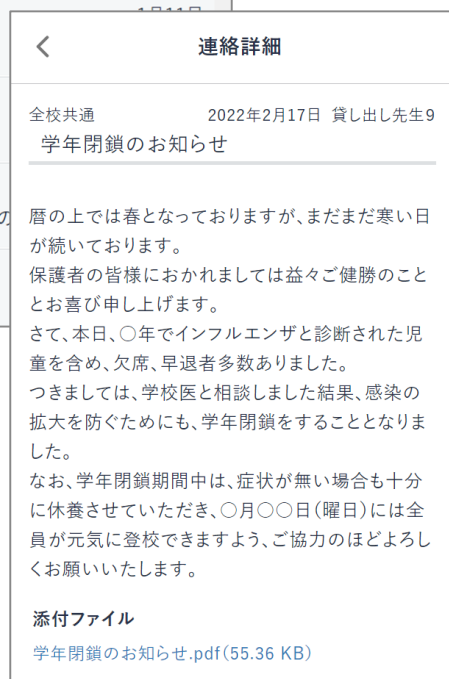 連絡詳細
全校共通 2022年2月17日 貸し出し先生9
学年閉鎖のお知らせ
暦の上では春となっておりますが、まだまだ寒い日
が続いております。
保護者の皆様におかれましては益々ご健勝のこと
とお喜び申し上げます。
さて、本日、○年でインフルエンザと診断された児
童を含め、欠席、早退者多数ありました。
つきましては、学校医と相談しました結果、感染の
拡大を防ぐためにも、学年閉鎖をすることとなりま
した。
なお、学年閉鎖期間中は、症状が無い場合も十分
に休養させていただき、○月○○日(曜日)には全
員が元気に登校できますよう、ご協力のほどよろし
くお願いいたします。
添付ファイル
学年閉鎖のお知らせ.pdf(55.36 KB)